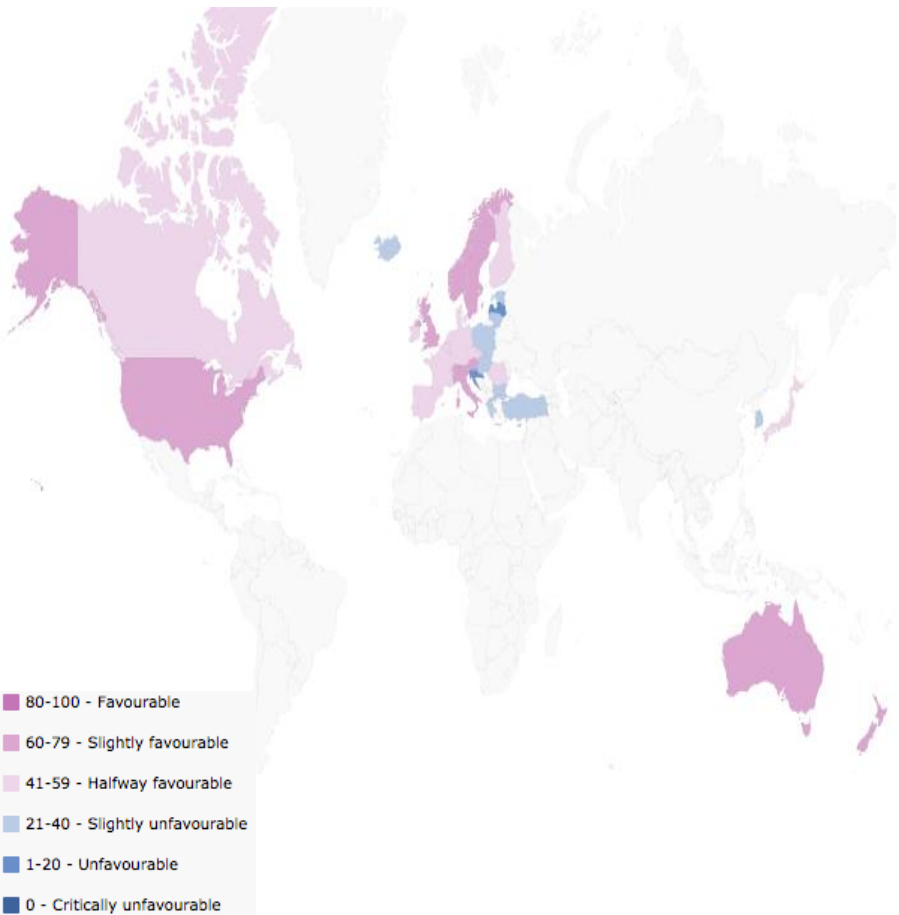 80-100 - Favourable
60-79 - Slightly favourable
41-59 - Halfway favourable
21-40 - Slightly unfavourable
1-20 - Unfavourable
0 - Critically unfavourable